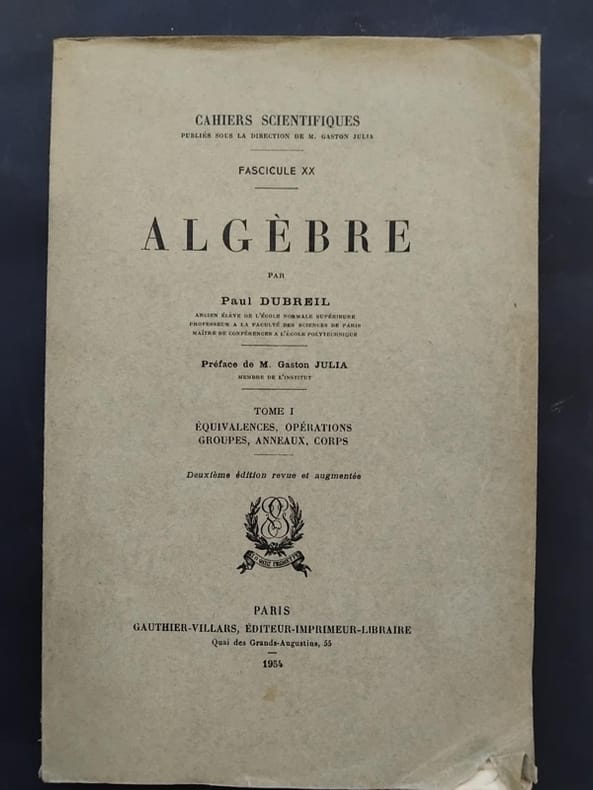 CAHIERS SCIENTIFIQUES
PUBLIÉS SOUS LA DIRECTION DE M. GASTON JULIA
FASCICULE XX
ALGÈBRE
PAR
Paul DUBREIL
ANCIEN ÉLÈVE DE L'ÉCOLE NORMALE SUPÉRIEURE
PROFESSEUR A LA FACULTÉ DES SCIENCES DE PARIS
MAÎTRE DE CONFÉRENCES A L'ÉCOLE POLYTECHNIQUE
Préface de M. Gaston JULIA
MEMBRE DE L'INSTITUT
TOME I
ÉQUIVALENCES, OPÉRATIONS
GROUPES, ANNEAUX, CORPS
Deuxième édition revue et augmentée
PARIS
GAUTHIER-VILLARS, ÉDITEUR-IMPRIMEUR-LIBRAIRE
Quai des Grands-Augustins, 55
1954